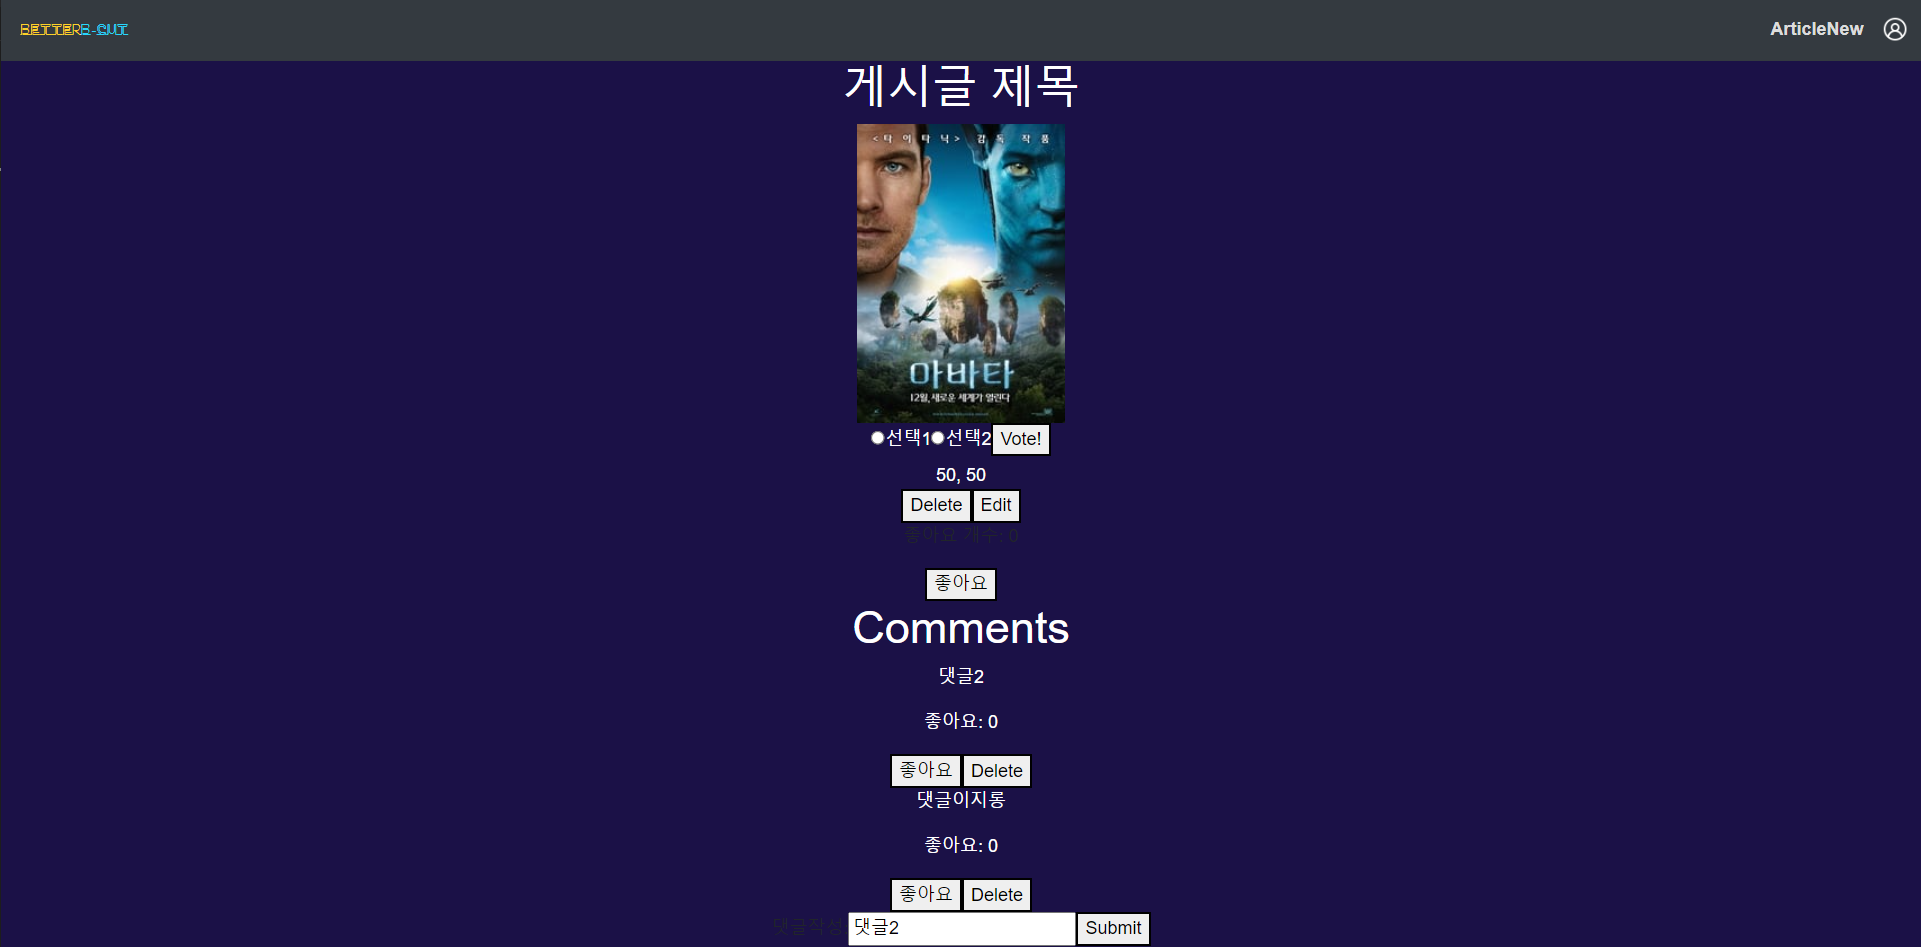 BETTERB-CUT
ArticleNew
게시글 제목
<타이타닉> 감독 작품
아바타
12월, 새로운 세계가 열린다
선택1 선택2 Vote!
50, 50
Delete Edit
좋아요 개수: 0
좋아요
Comments
댓글2
좋아요: 0
좋아요 Delete
댓글이지롱
좋아요: 0
좋아요 Delete
댓글작성: 댓글2 Submit